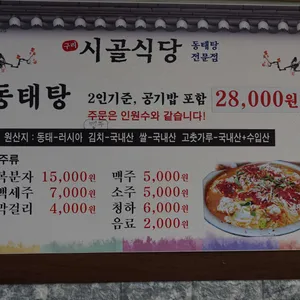 구이 시골식당 동태탕 전문점
동태탕 2인기준, 공기밥 포함 28,000원
주문은 인원수와 같습니다!
원산지 : 동태-러시아 김치-국내산 쌀-국내산 고춧가루-국내산+수입산
주류
복분자 15,000원 맥주 5,000원
백세주 7,000원 소주 5,000원
막걸리 4,000원 청하 6,000원
음료 2,000원